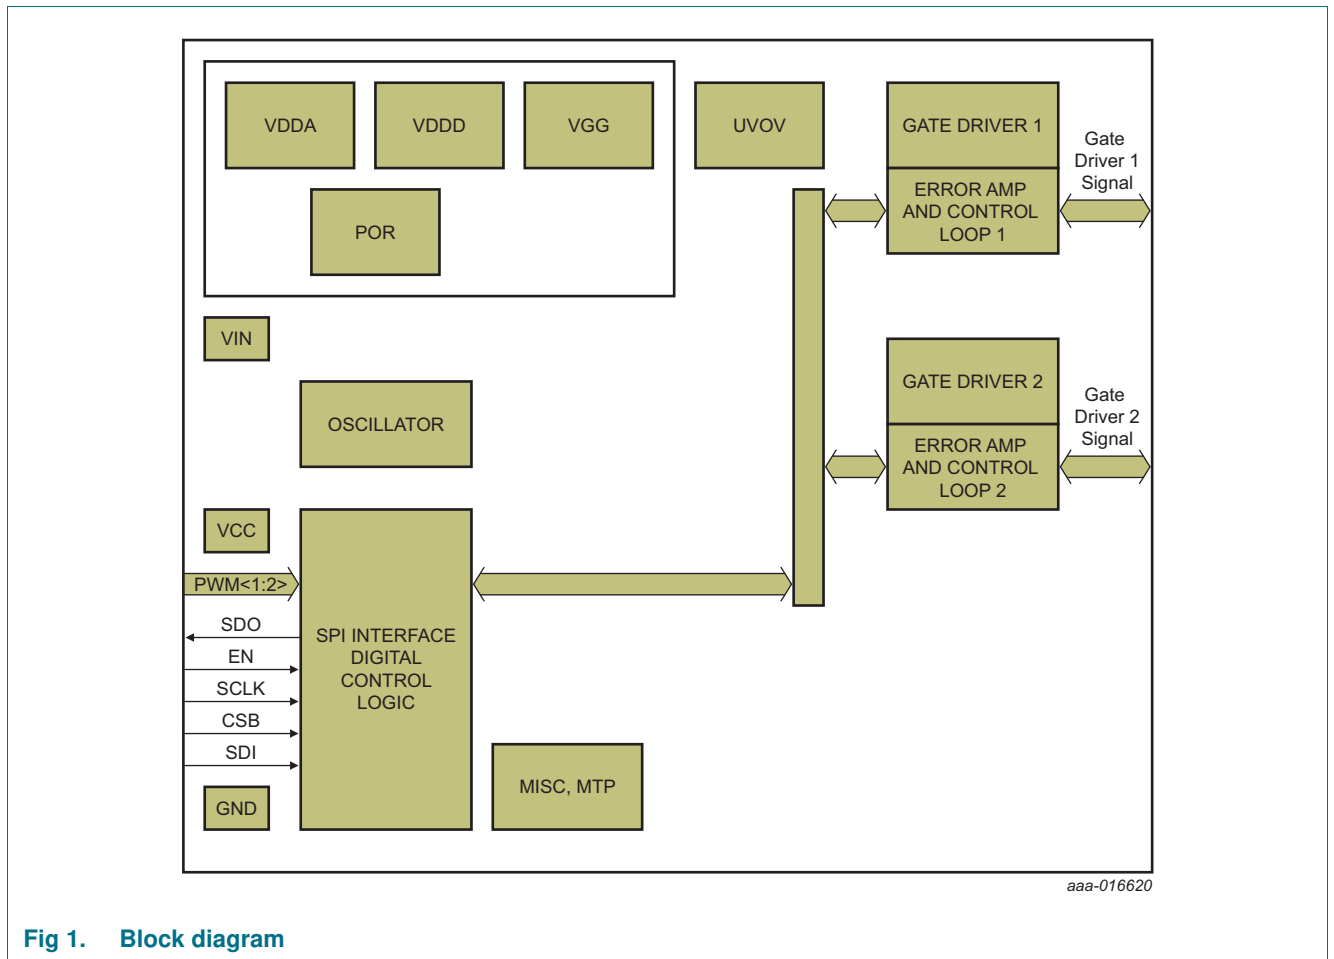 VDDA
VDDD
VGG
UVOV
GATE DRIVER 1
Gate
Driver 1
Signal
ERROR AMP
AND CONTROL
LOOP 1
POR
VIN
OSCILLATOR
GATE DRIVER 2
Gate
Driver 2
Signal
ERROR AMP
AND CONTROL
LOOP 2
VCC
PWM<1:2>
SDO
EN
SCLK
CSB
SDI
SPI INTERFACE
DIGITAL
CONTROL
LOGIC
MISC, MTP
GND
aaa-016620
Fig 1. Block diagram